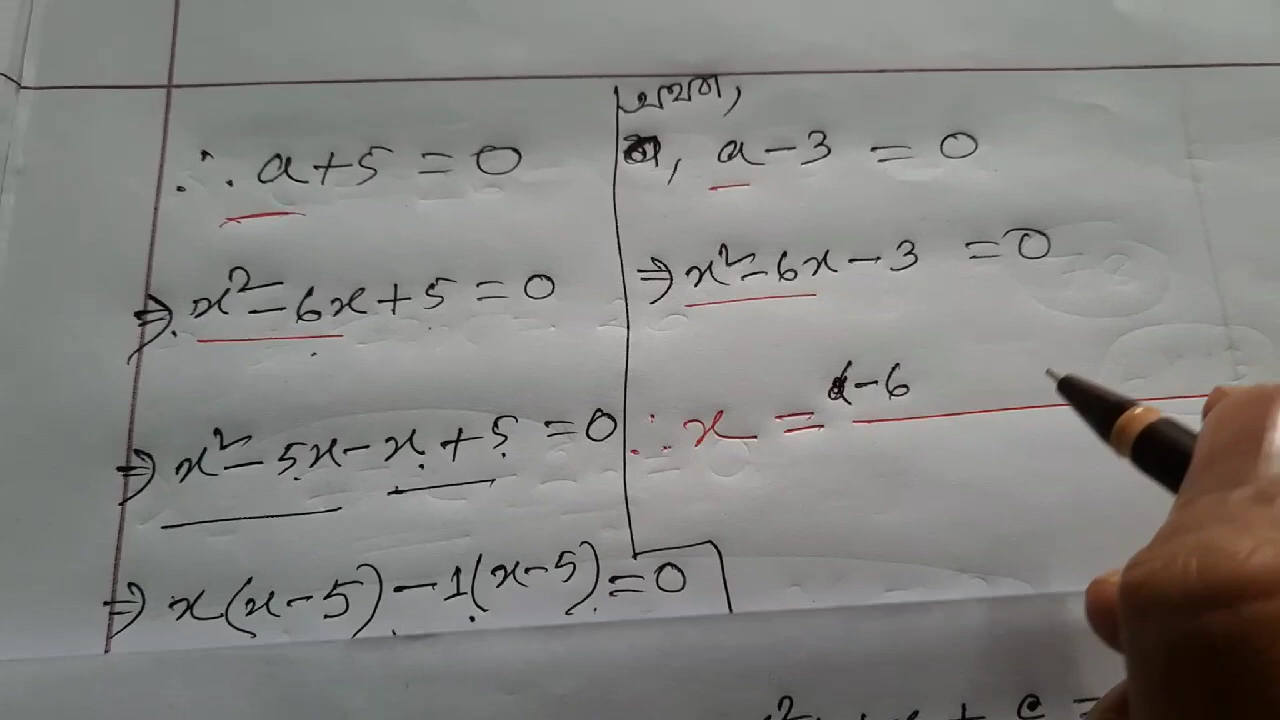 ∴ a+5 = 0
⇒ x²-6x+5 = 0
⇒ x²-5x-x+5 = 0
⇒ x(x-5)-1(x-5) = 0
, a-3 = 0
⇒ x²-6x-3 = 0
∴ x = -6